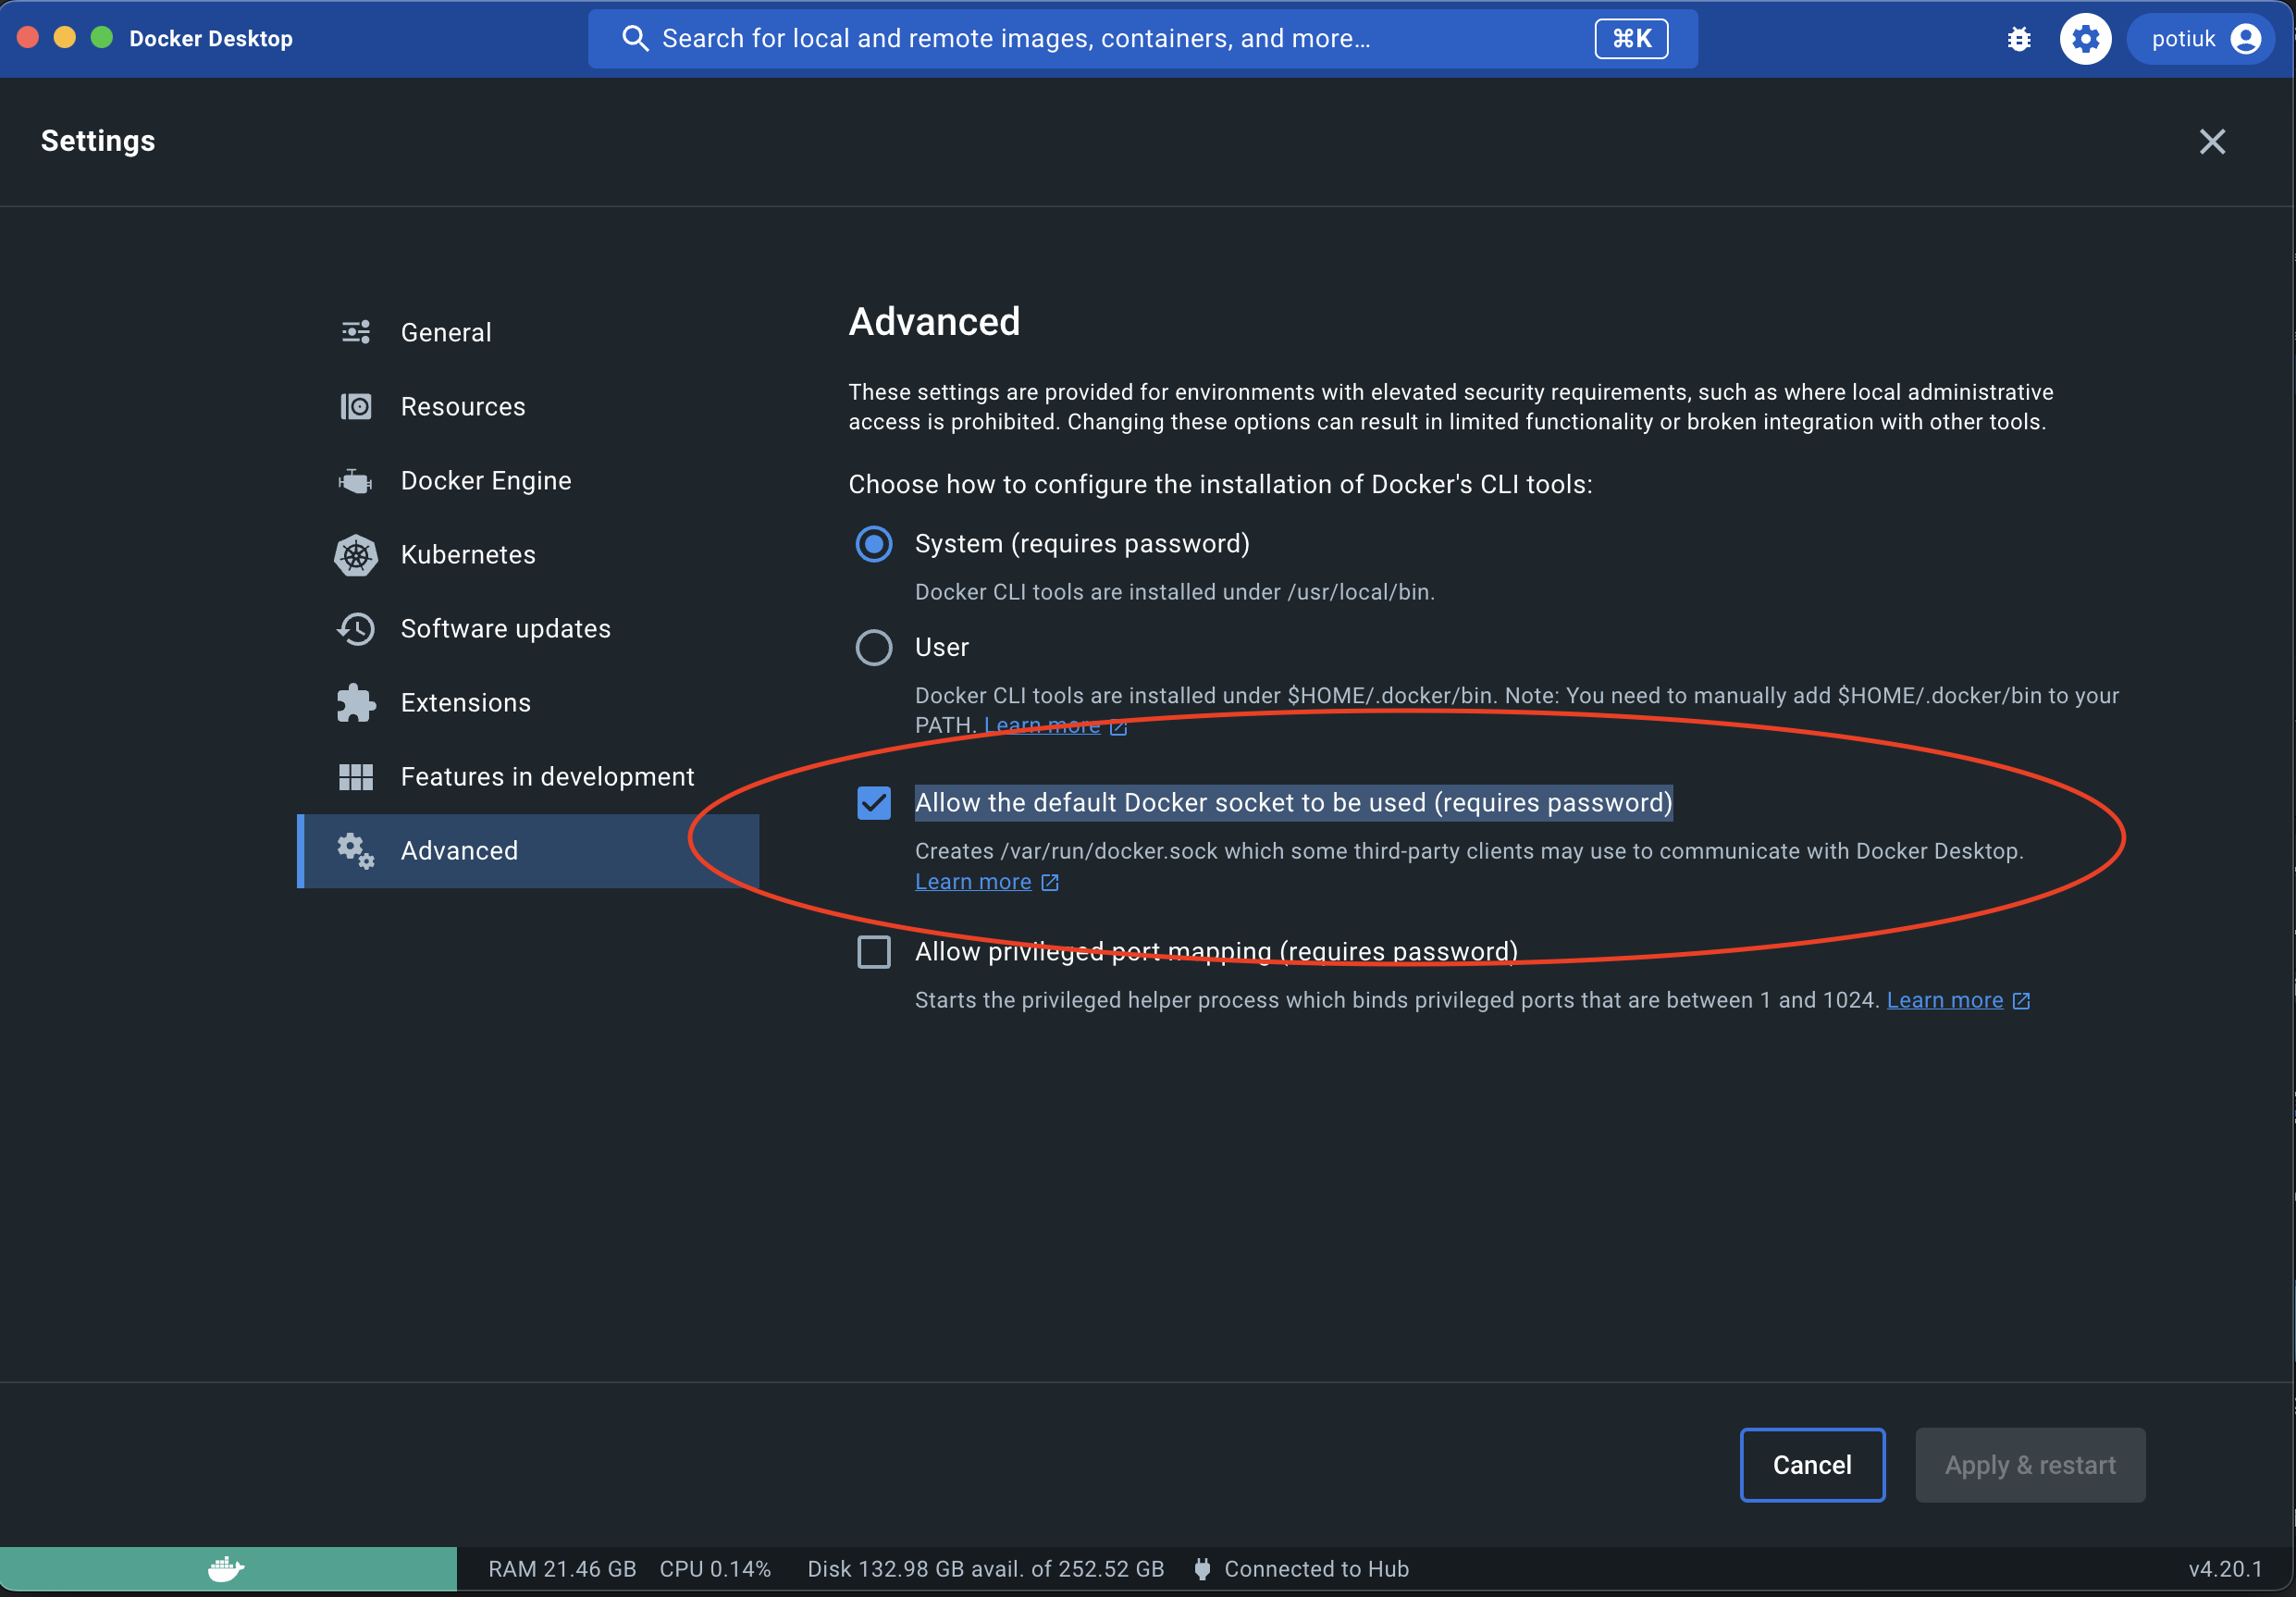 Docker Desktop
Search for local and remote images, containers, and more...
⌘K
potiuk
Settings
General
Resources
Docker Engine
Kubernetes
Software updates
Extensions
Features in development
Advanced
Advanced
These settings are provided for environments with elevated security requirements, such as where local administrative
access is prohibited. Changing these options can result in limited functionality or broken integration with other tools.
Choose how to configure the installation of Docker's CLI tools:
System (requires password)
Docker CLI tools are installed under /usr/local/bin.
User
Docker CLI tools are installed under $HOME/.docker/bin. Note: You need to manually add $HOME/.docker/bin to your
PATH. Learn more
Allow the default Docker socket to be used (requires password)
Creates /var/run/docker.sock which some third-party clients may use to communicate with Docker Desktop.
Learn more
Allow privileged port mapping (requires password)
Starts the privileged helper process which binds privileged ports that are between 1 and 1024. Learn more
Cancel
Apply & restart
RAM 21.46 GB CPU 0.14% Disk 132.98 GB avail. of 252.52 GB Connected to Hub
v4.20.1